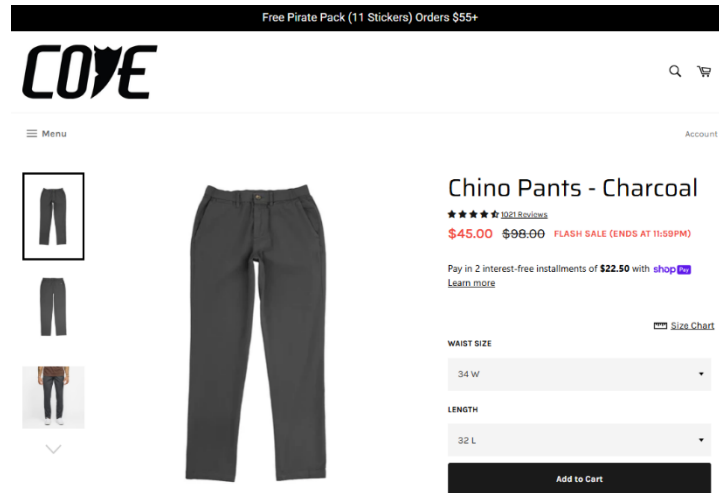 Free Pirate Pack (11 Stickers) Orders $55+
COVE
Menu
Account
Chino Pants - Charcoal
1021 Reviews
$45.00 $98.00 FLASH SALE (ENDS AT 11:59PM)
Pay in 2 interest-free installments of $22.50 with shop Pay
Learn more
Size Chart
WAIST SIZE
34 W
LENGTH
32 L
Add to Cart